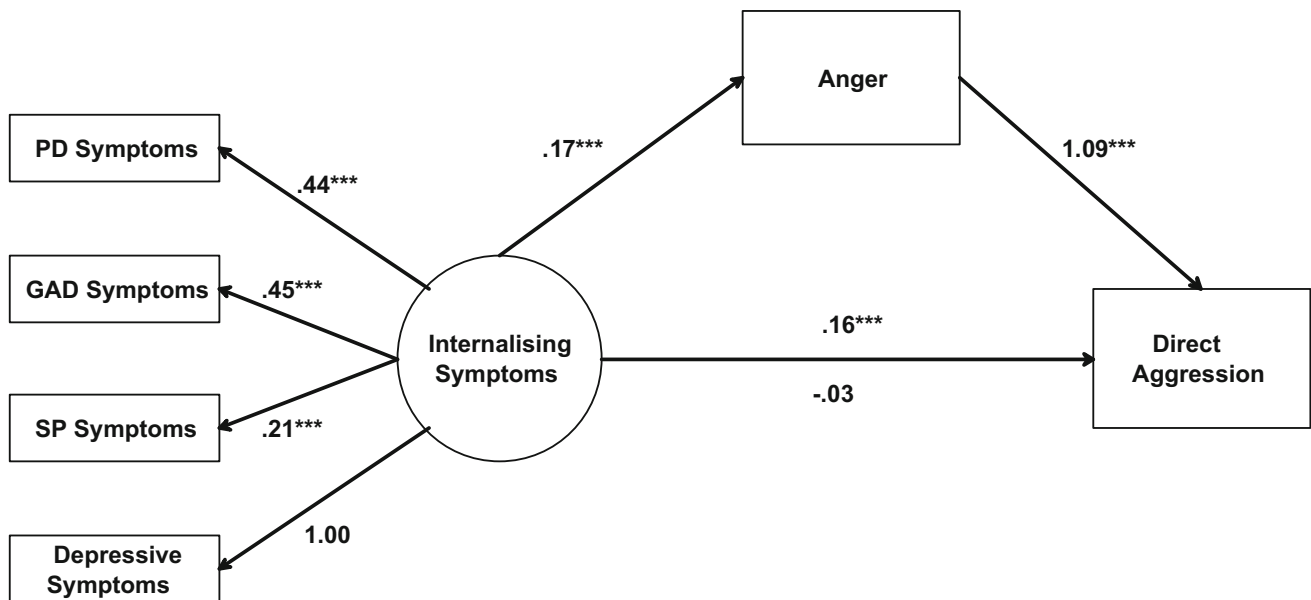 Anger
PD Symptoms
.17***
1.09***
.44***
GAD Symptoms
.45***
Internalising
Symptoms
.16***
-.03
Direct
Aggression
SP Symptoms
.21***
1.00
Depressive
Symptoms